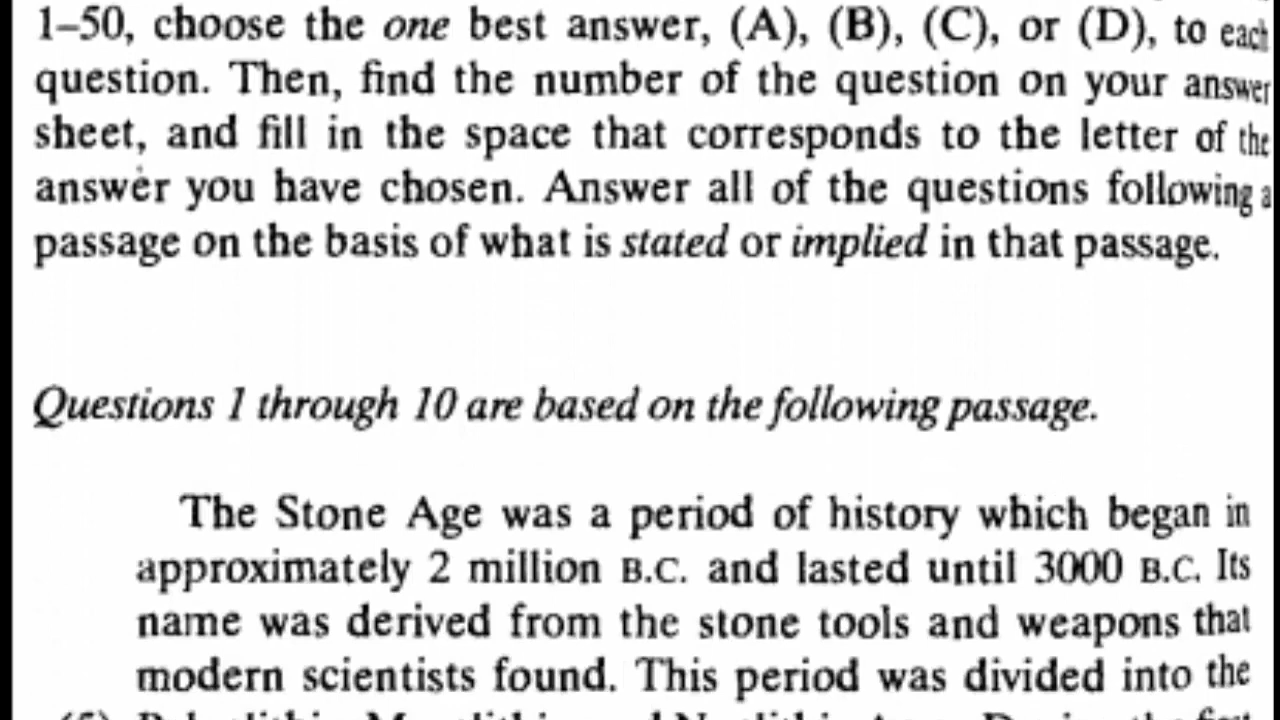 1–50, choose the one best answer, (A), (B), (C), or (D), to each
question. Then, find the number of the question on your answer
sheet, and fill in the space that corresponds to the letter of the
answer you have chosen. Answer all of the questions following a
passage on the basis of what is stated or implied in that passage.
Questions 1 through 10 are based on the following passage.
The Stone Age was a period of history which began in
approximately 2 million B.C. and lasted until 3000 B.C. Its
name was derived from the stone tools and weapons that
modern scientists found. This period was divided into the